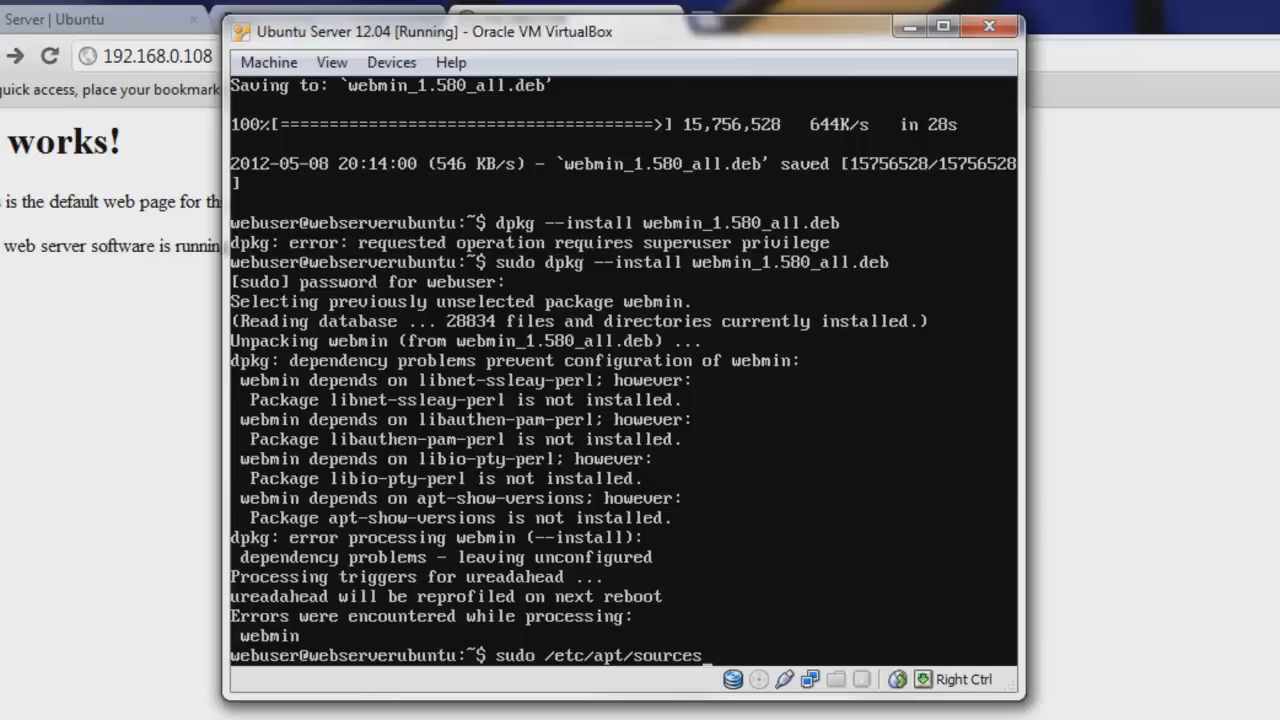 Server | Ubuntu
Ubuntu Server 12.04 [Running] - Oracle VM VirtualBox
192.168.0.108
Machine View Devices Help
quick access, place your bookmark
works!
s is the default web page for th
web server software is running
Saving to: `webmin_1.580_all.deb'
100%[======================================>] 15,756,528 644K/s in 28s
2012-05-08 20:14:00 (546 KB/s) - `webmin_1.580_all.deb' saved [15756528/15756528
]
webuser@webserverubuntu:~$ dpkg --install webmin_1.580_all.deb
dpkg: error: requested operation requires superuser privilege
webuser@webserverubuntu:~$ sudo dpkg --install webmin_1.580_all.deb
[sudo] password for webuser:
Selecting previously unselected package webmin.
(Reading database ... 28834 files and directories currently installed.)
Unpacking webmin (from webmin_1.580_all.deb) ...
dpkg: dependency problems prevent configuration of webmin:
webmin depends on libnet-ssleay-perl; however:
Package libnet-ssleay-perl is not installed.
webmin depends on libauthen-pam-perl; however:
Package libauthen-pam-perl is not installed.
webmin depends on libio-pty-perl; however:
Package libio-pty-perl is not installed.
webmin depends on apt-show-versions; however:
Package apt-show-versions is not installed.
dpkg: error processing webmin (--install):
dependency problems - leaving unconfigured
Processing triggers for ureadahead ...
ureadahead will be reprofiled on next reboot
Errors were encountered while processing:
webmin
webuser@webserverubuntu:~$ sudo /etc/apt/sources_
Right Ctrl